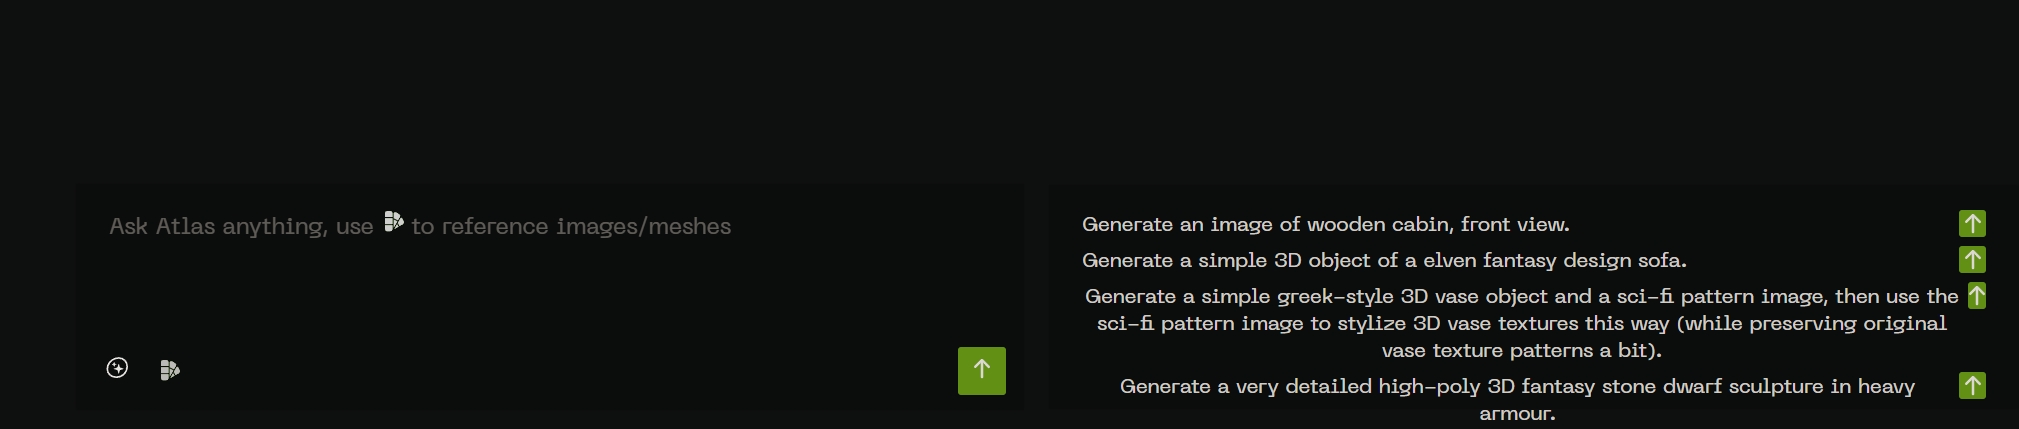 Ask Atlas anything, use to reference images/meshes
Generate an image of wooden cabin, front view.
Generate a simple 3D object of a elven fantasy design sofa.
Generate a simple greek-style 3D vase object and a sci-fi pattern image, then use the
sci-fi pattern image to stylize 3D vase textures this way (while preserving original
vase texture patterns a bit).
Generate a very detailed high-poly 3D fantasy stone dwarf sculpture in heavy
armour.